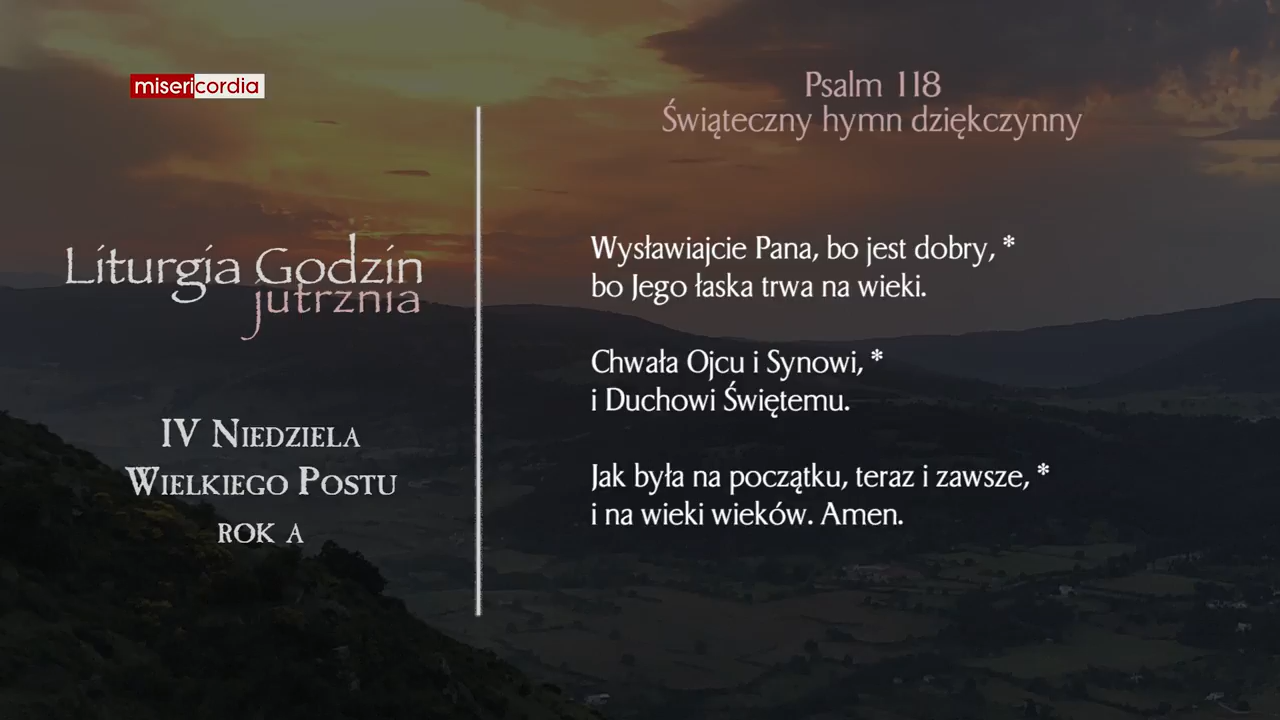 misericordia
Liturgia Godzin
jutrznia
IV Niedziela
Wielkiego Postu
rok a
Psalm 118
Świąteczny hymn dziękczynny
Wysławiajcie Pana, bo jest dobry, *
bo Jego łaska trwa na wieki.
Chwała Ojcu i Synowi, *
i Duchowi Świętemu.
Jak była na początku, teraz i zawsze, *
i na wieki wieków. Amen.